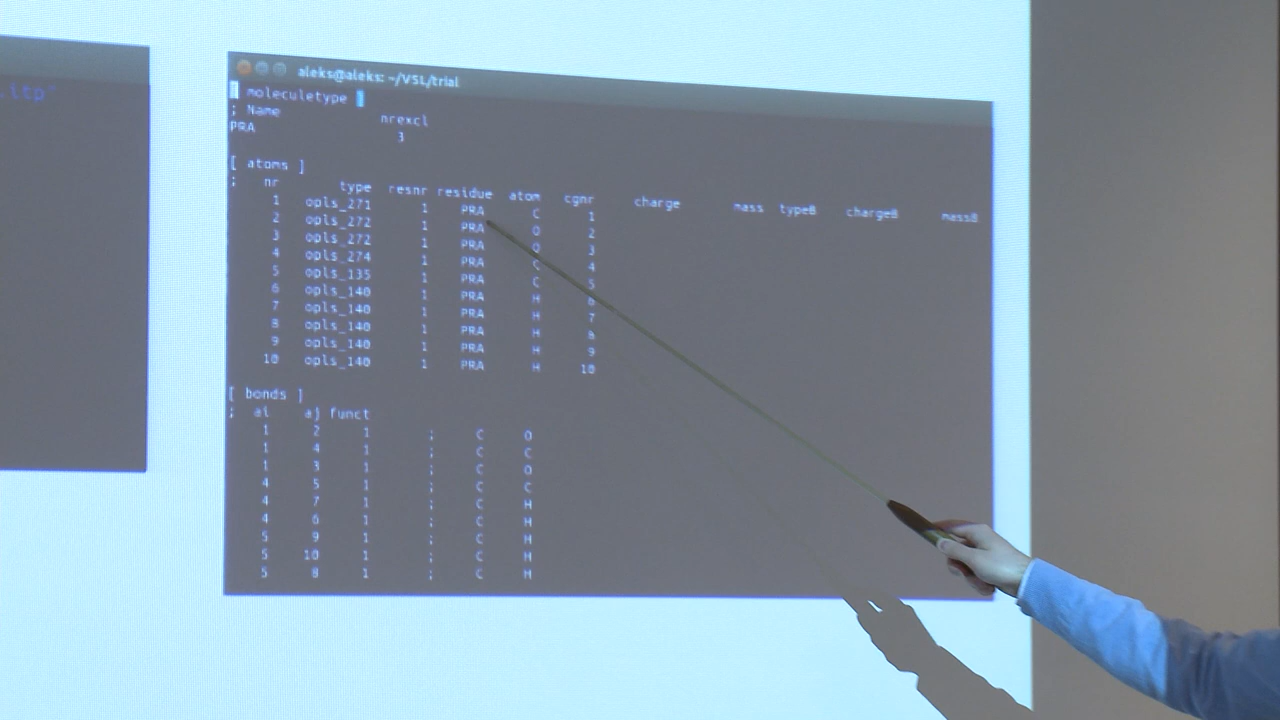 .itp"
aleks@aleks: ~/VSL/trial
[ moleculetype ]
; Name nrexcl
PRA 3
[ atoms ]
; nr type resnr residue atom cgnr charge mass typeB chargeB massB
1 opls_271 1 PRA C 1
2 opls_272 1 PRA O 2
3 opls_272 1 PRA O 3
4 opls_274 1 PRA C 4
5 opls_135 1 PRA C 5
6 opls_140 1 PRA H 6
7 opls_140 1 PRA H 7
8 opls_140 1 PRA H 8
9 opls_140 1 PRA H 9
10 opls_140 1 PRA H 10
[ bonds ]
; ai aj funct
1 2 1 ; C O
1 4 1 ; C C
1 3 1 ; C O
4 5 1 ; C C
4 7 1 ; C H
4 6 1 ; C H
5 9 1 ; C H
5 10 1 ; C H
5 8 1 ; C H